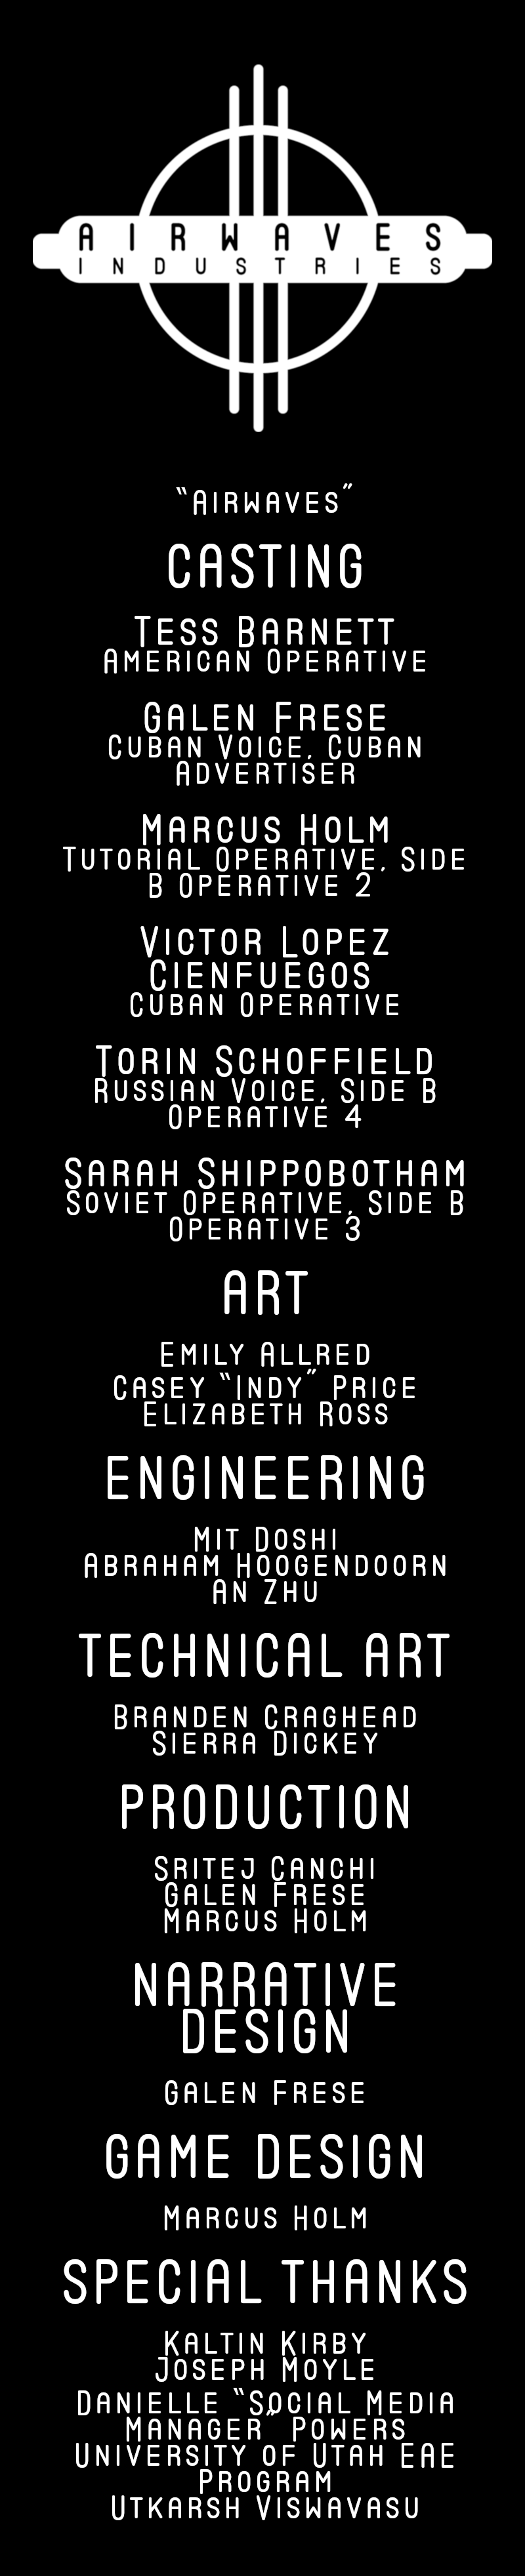 AIRWAVES
INDUSTRIES
"Airwaves"
CASTING
Tess Barnett
American Operative
Galen Frese
Cuban Voice, Cuban
Advertiser
Marcus Holm
Tutorial Operative, Side
B Operative 2
Victor Lopez
Cienfuegos
Cuban Operative
Torin Schoffield
Russian Voice, Side B
Operative 4
Sarah Shippobotham
Soviet Operative, Side B
Operative 3
ART
Emily Allred
Casey "Indy" Price
Elizabeth Ross
ENGINEERING
Mit Doshi
Abraham Hoogendoorn
An Zhu
TECHNICAL ART
Branden Craghead
Sierra Dickey
PRODUCTION
Sritej Canchi
Galen Frese
Marcus Holm
NARRATIVE
DESIGN
Galen Frese
GAME DESIGN
Marcus Holm
SPECIAL THANKS
Kaltin Kirby
Joseph Moyle
Danielle "Social Media
Manager" Powers
University of Utah EAE
Program
Utkarsh Viswavasu